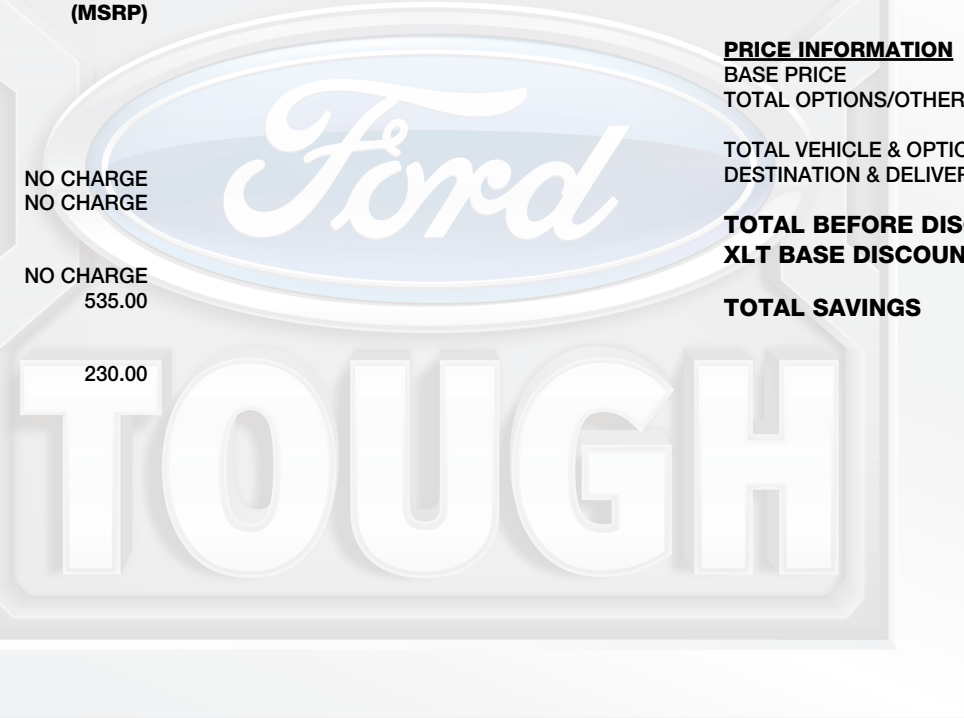 (MSRP)
NO CHARGE
NO CHARGE
NO CHARGE
535.00
230.00
PRICE INFORMATION
BASE PRICE
TOTAL OPTIONS/OTHER
TOTAL VEHICLE & OPTIO
DESTINATION & DELIVER
TOTAL BEFORE DIS
XLT BASE DISCOUN
TOTAL SAVINGS
Ford
TOUGH